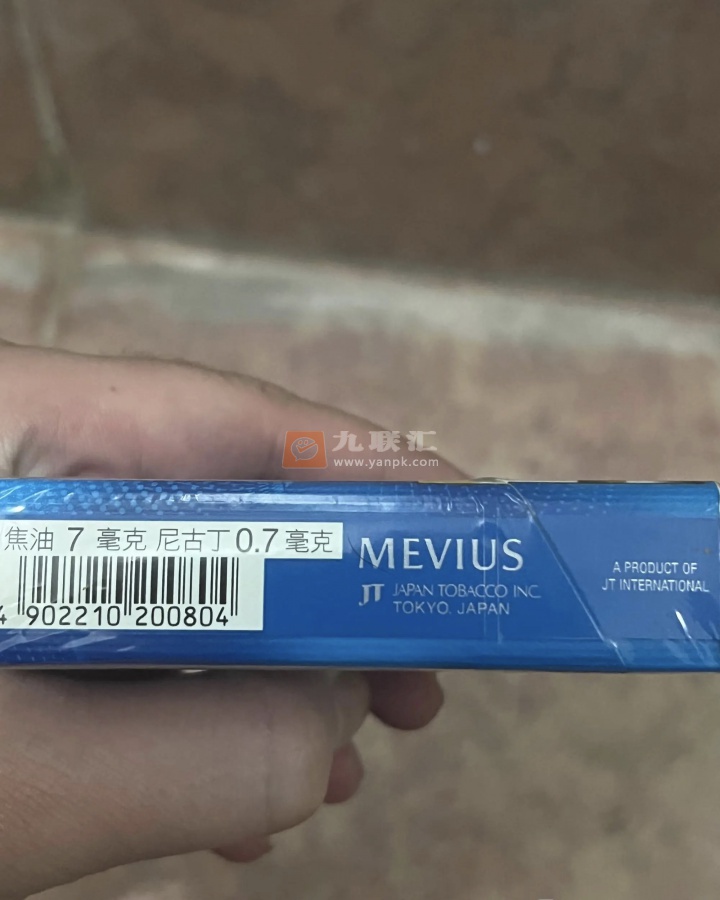 九联汇
www.yanpk.com
焦油 7 毫克 尼古丁 0.7 毫克
4 902210 200804
MEVIUS
JT JAPAN TOBACCO INC.
TOKYO, JAPAN
A PRODUCT OF
JT INTERNATIONAL